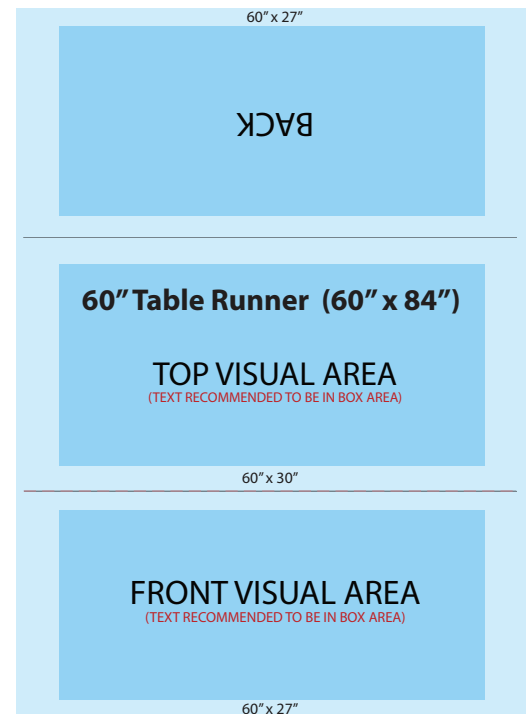 60" x 27"
BACK
60" Table Runner (60" x 84")
TOP VISUAL AREA
(TEXT RECOMMENDED TO BE IN BOX AREA)
60" x 30"
FRONT VISUAL AREA
(TEXT RECOMMENDED TO BE IN BOX AREA)
60" x 27"